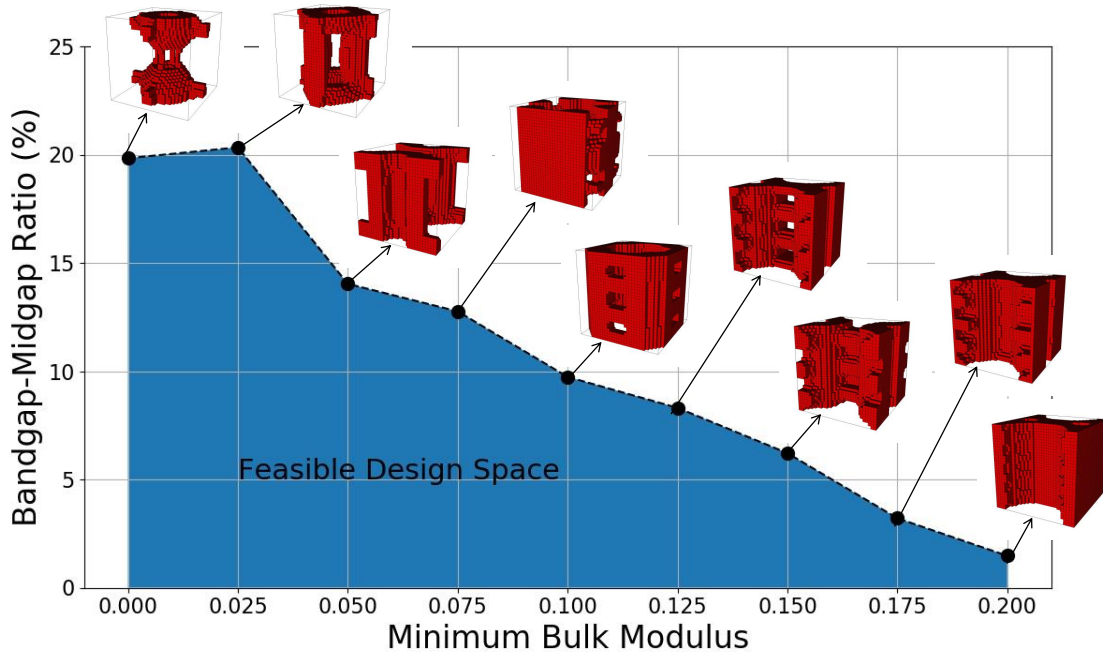 25
20
15
10
5
0
Bandgap-Midgap Ratio (%)
Feasible Design Space
0.000 0.025 0.050 0.075 0.100 0.125 0.150 0.175 0.200
Minimum Bulk Modulus